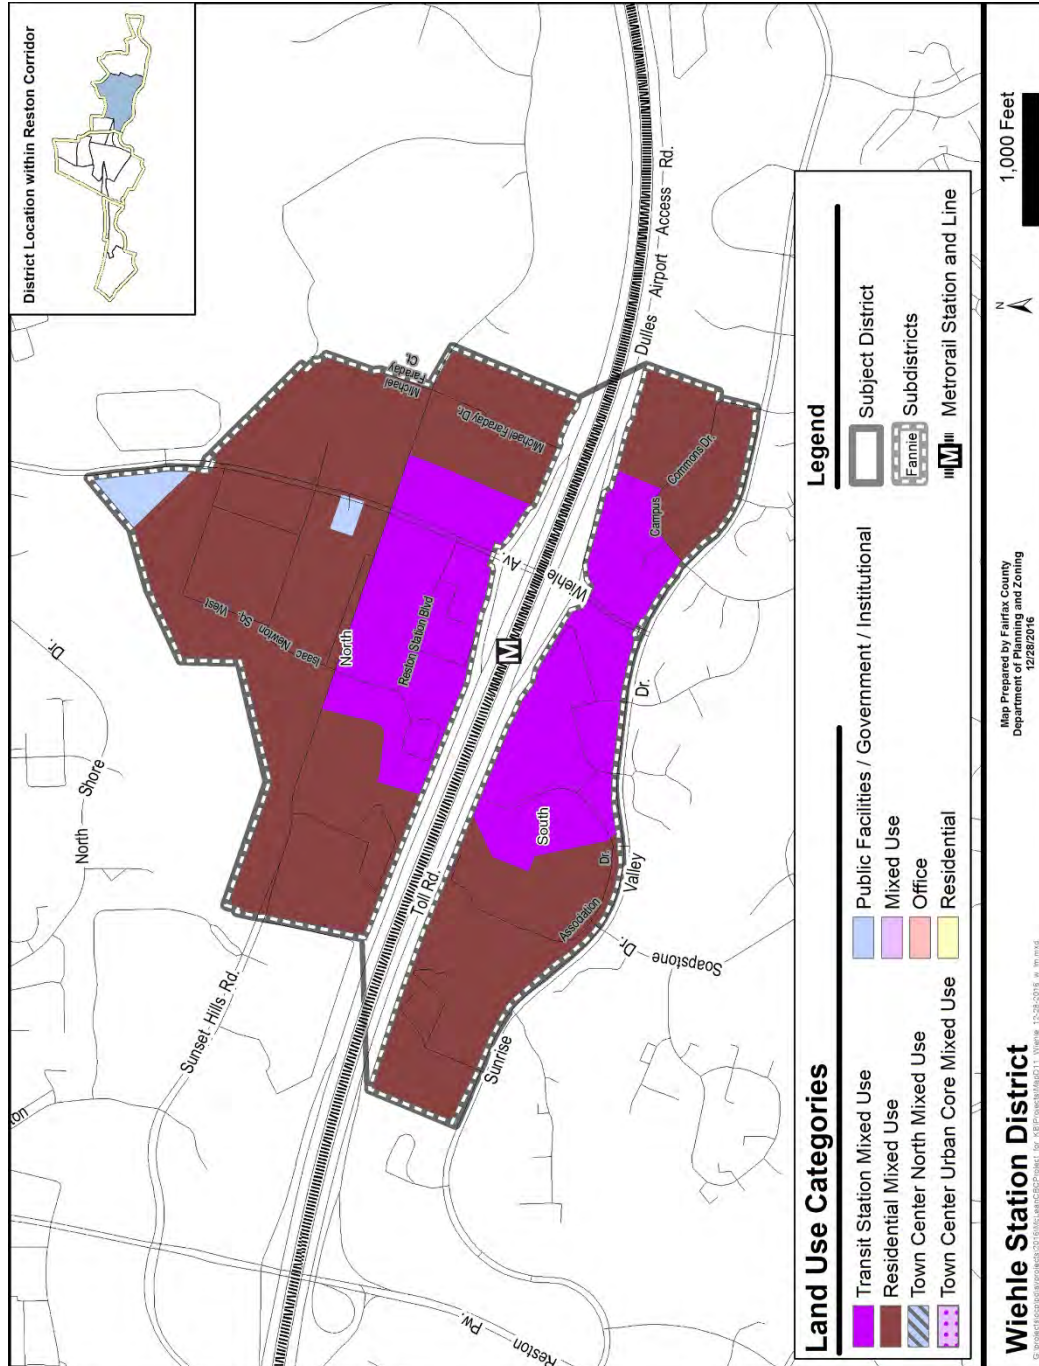 District Location within Reston Corridor
Dr.
Shore
North
Sunset Hills Rd.
Isaac Newton Sq. West
Michael
Faraday
Ct.
Michael Faraday Dr.
North
Reston Station Blvd
Wiehle Av.
M
Toll Rd.
Dulles Airport Access Rd.
Commons Dr.
Campus
South
Association Dr.
Sunrise Valley Dr.
Soapstone Dr.
Reston Pw.
ton
Land Use Categories
Transit Station Mixed Use
Residential Mixed Use
Town Center North Mixed Use
Town Center Urban Core Mixed Use
Public Facilities / Government / Institutional
Mixed Use
Office
Residential
Legend
Subject District
Fannie
Subdistricts
M
Metrorail Station and Line
Wiehle Station District
Map Prepared by Fairfax County
Department of Planning and Zoning
12/28/2016
N
1,000 Feet